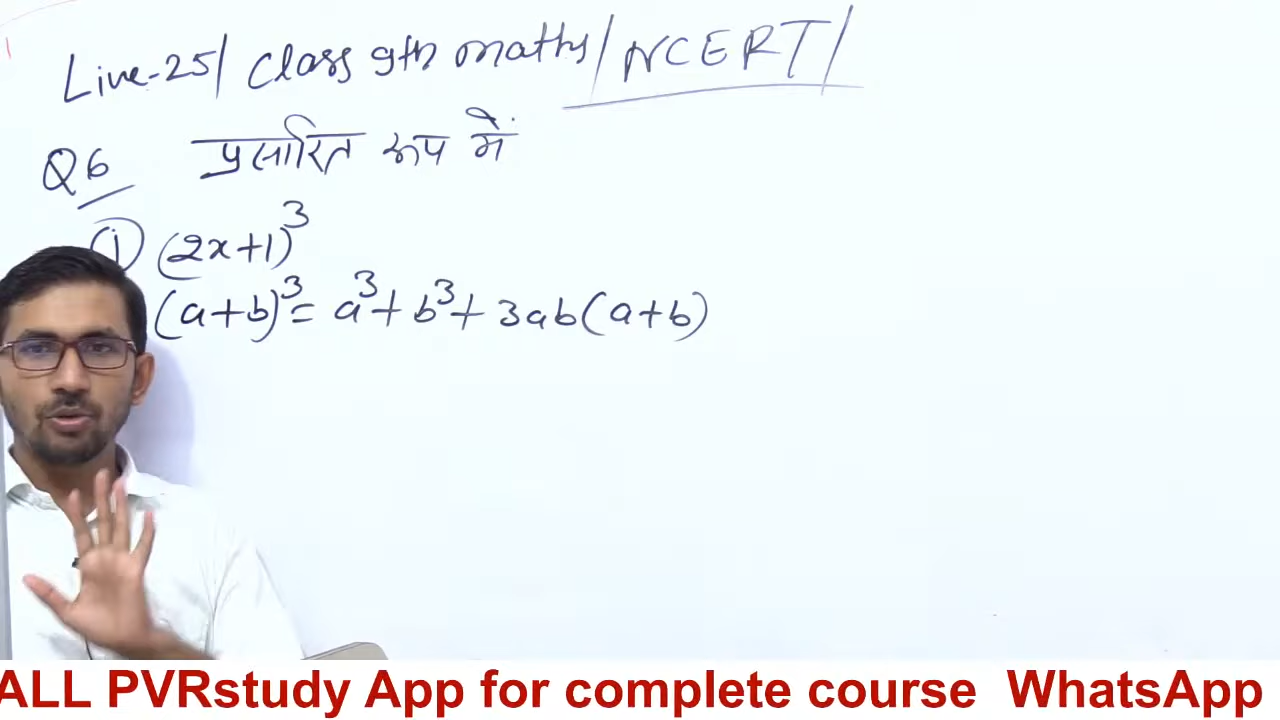 Live-25/ Class 9th maths/NCERT/
Q6 प्रसारित रूप में
① (2x+1)³
(a+b)³= a³+ b³+ 3ab(a+b)
ALL PVRstudy App for complete course WhatsApp